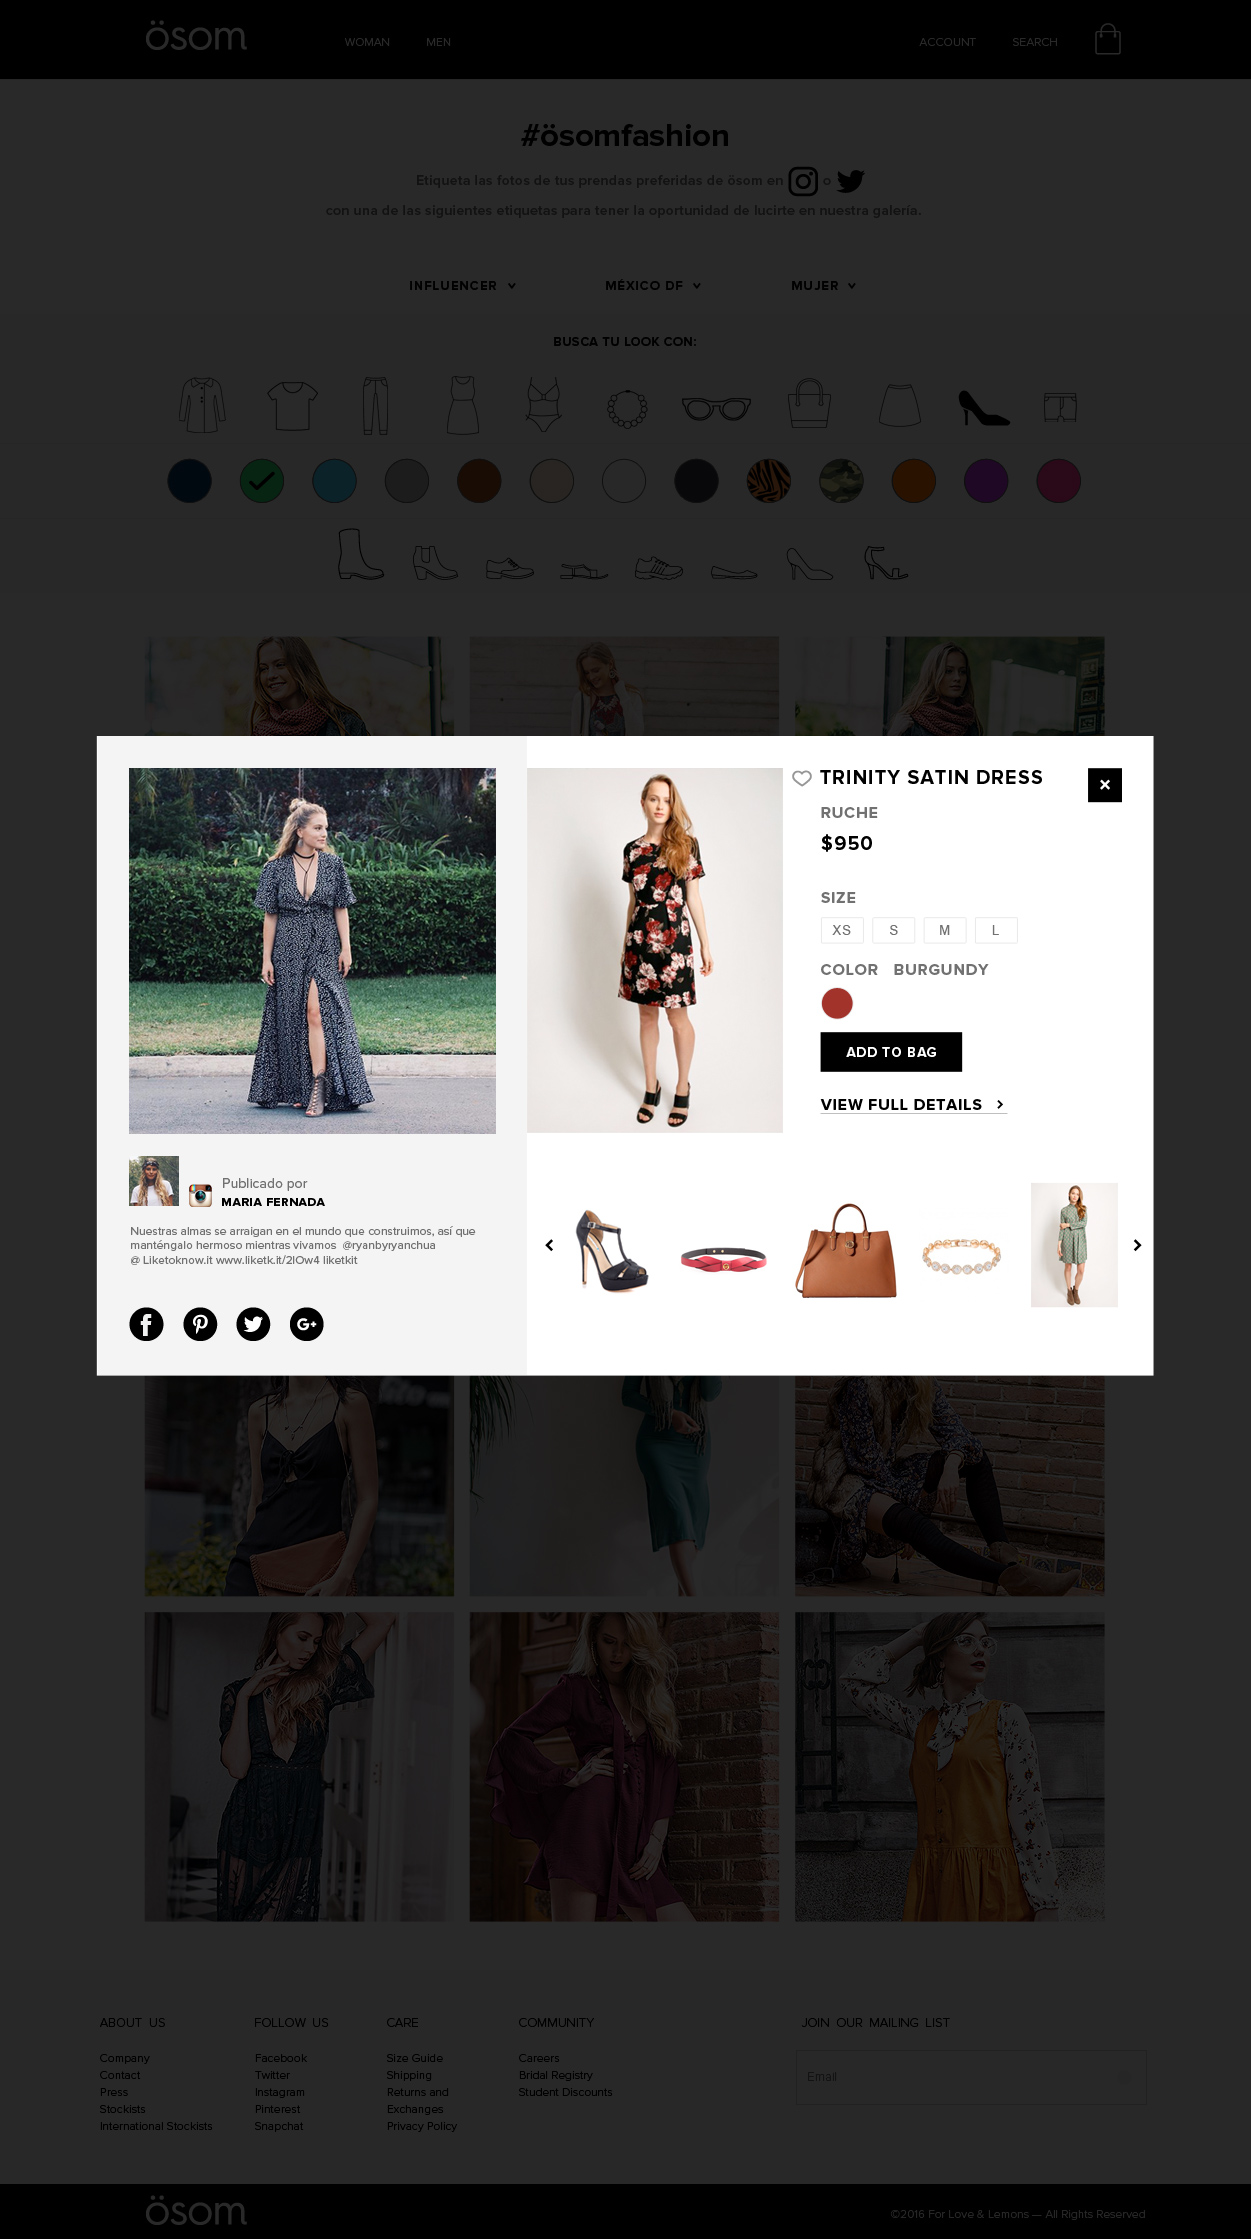 ösom
WOMAN
MEN
ACCOUNT
SEARCH
#ösomfashion
Etiqueta las fotos de tus prendas preferidas de ösom en o
con una de las siguientes etiquetas para tener la oportunidad de lucirte en nuestra galería.
INFLUENCER
MÉXICO DF
MUJER
BUSCA TU LOOK CON:
TRINITY SATIN DRESS
×
RUCHE
$950
SIZE
XS
S
M
L
COLOR BURGUNDY
ADD TO BAG
VIEW FULL DETAILS >
Publicado por
MARIA FERNADA
Nuestras almas se arraigan en el mundo que construimos, así que
manténgalo hermoso mientras vivamos @ryanbyryanchua
@ Liketoknow.it www.liketk.it/2IOw4 liketkit
ABOUT US
Company
Contact
Press
Stockists
International Stockists
FOLLOW US
Facebook
Twitter
Instagram
Pinterest
Snapchat
CARE
Size Guide
Shipping
Returns and
Exchanges
Privacy Policy
COMMUNITY
Careers
Bridal Registry
Student Discounts
JOIN OUR MAILING LIST
Email
ösom
©2016 For Love & Lemons — All Rights Reserved